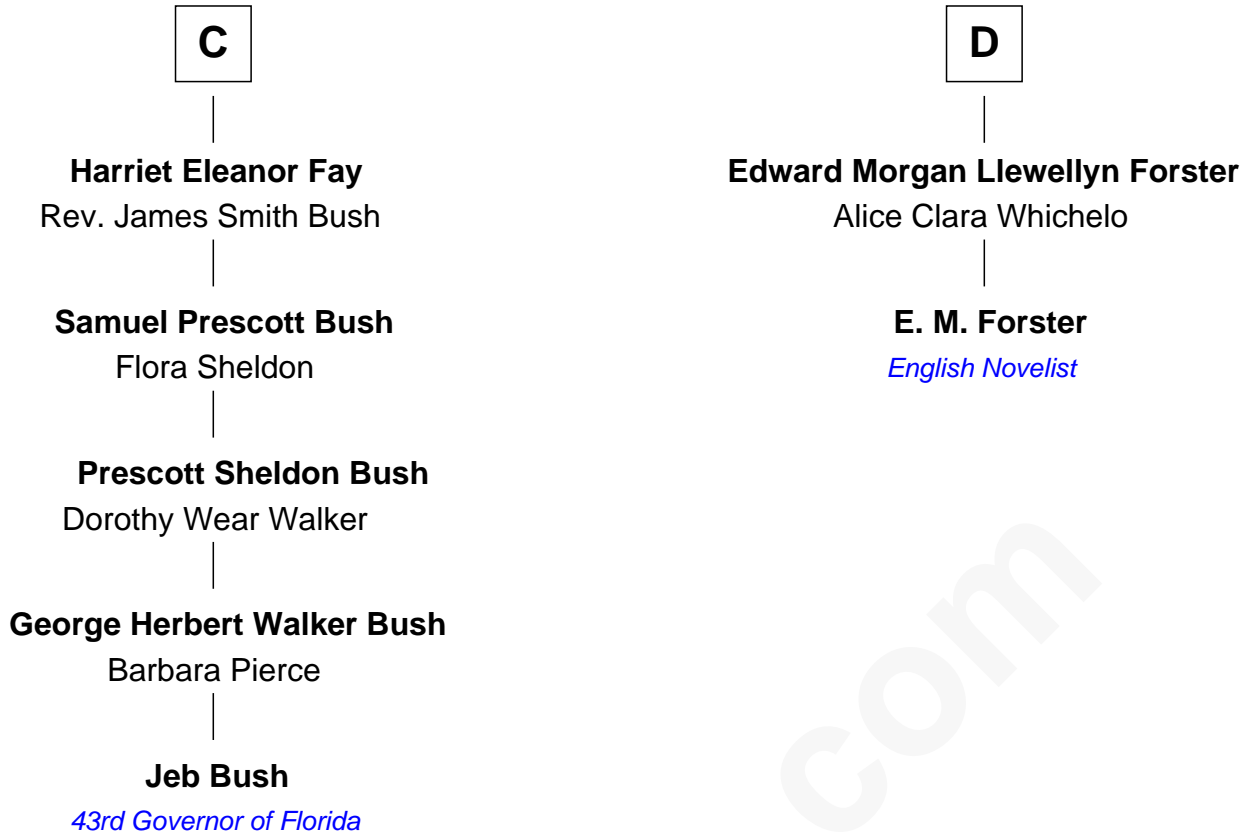 C
Harriet Eleanor Fay
Rev. James Smith Bush
Samuel Prescott Bush
Flora Sheldon
Prescott Sheldon Bush
Dorothy Wear Walker
George Herbert Walker Bush
Barbara Pierce
Jeb Bush
43rd Governor of Florida
D
Edward Morgan Llewellyn Forster
Alice Clara Whichelo
E. M. Forster
English Novelist
com